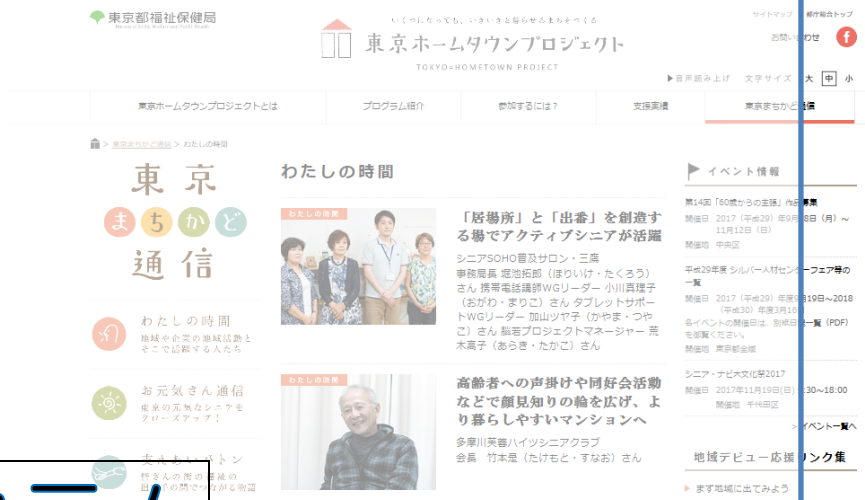 東京都福祉保健局
サイトマップ 都庁総合トップ
いくつになっても、いきいきと暮らせるまちをつくる
東京ホームタウンプロジェクト
TOKYO=HOMETOWN PROJECT
お問い合わせ
▶音声読み上げ 文字サイズ 大 中 小
東京ホームタウンプロジェクトとは プログラム紹介 参加するには？ 支援実績 東京まちかど通信
> 東京まちかど通信 > わたしの時間
東京
まちかど
通信
わたしの時間
地域や企業の地域活動と
そこで活躍する人たち
お元気さん通信
東京の元気なシニアを
クローズアップ！
支えあいバトン
わたしの時間
わたしの時間
「居場所」と「出番」を創造す
る場でアクティブシニアが活躍
シニアSOHO普及サロン・三鷹
事務局長 堀池拓郎（ほりいけ・たくろう）
さん 携帯電話講師WGリーダー 小川真理子
（おがわ・まりこ）さん タブレットサポー
トWGリーダー 加山ツヤ子（かやま・つや
こ）さん 脳若プロジェクトマネージャー 荒
木高子（あらき・たかこ）さん
わたしの時間
高齢者への声掛けや同好会活動
などで顔見知りの輪を広げ、よ
り暮らしやすいマンションへ
多摩川芙蓉ハイツシニアクラブ
会長 竹本是（たけもと・すなお）さん
イベント情報
第14回「60歳からの主張」作品募集
開催日 2017（平成29）年9月18日（月）～
11月12日（日）
開催地 中央区
平成29年度 シルバー人材センターフェア等の
一覧
開催日 2017（平成29）年度9月19日～2018
（平成30）年度3月16
各イベントの開催日は、別紙日程一覧（PDF）
を御覧ください。
開催地 東京都全域
シニア・ナビネ文化祭2017
開催日 2017年11月19日(日) :30～18:00
開催地 千代田区
> イベント一覧へ
地域デビュー応援リンク集
まず地域に出てみよう